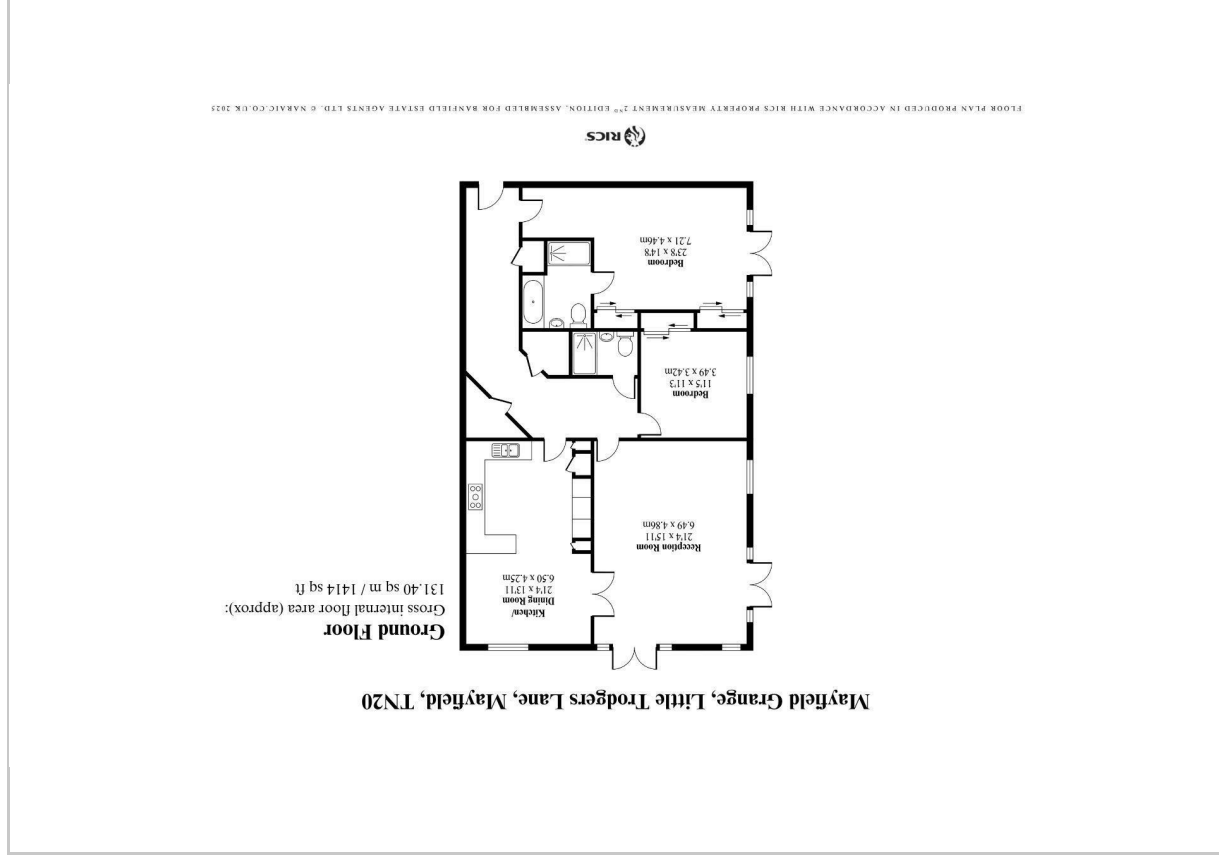 Mayfield Grange, Little Trodgers Lane, Mayfield, TN20
Ground Floor
Gross internal floor area (approx):
131.40 sq m / 1414 sq ft
Kitchen/
Dining Room
21'4 x 13'11
6.50 x 4.25m
Reception Room
21'4 x 15'11
6.49 x 4.86m
Bedroom
11'5 x 11'3
3.49 x 3.42m
Bedroom
23'8 x 14'8
7.21 x 4.46m
RICS
FLOOR PLAN PRODUCED IN ACCORDANCE WITH RICS PROPERTY MEASUREMENT 2ND EDITION. ASSEMBLED FOR BANFIELD ESTATE AGENTS LTD. © NARAIC.CO.UK 2025